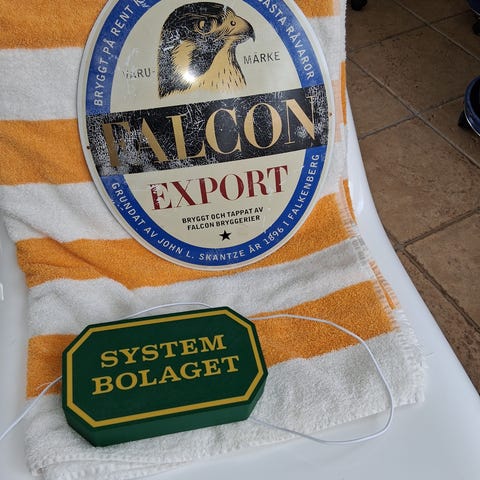 BRYGGT PÅ RENT
ASTA RÅVAROR
VARU-
MÄRKE
FALCON
EXPORT
BRYGGT OCH TAPPAT AV
FALCON BRYGGERIER
GRUNDAT AV JOHN L. SKANTZE ÅR 1896 I FALKENBERG
SYSTEM
BOLAGET